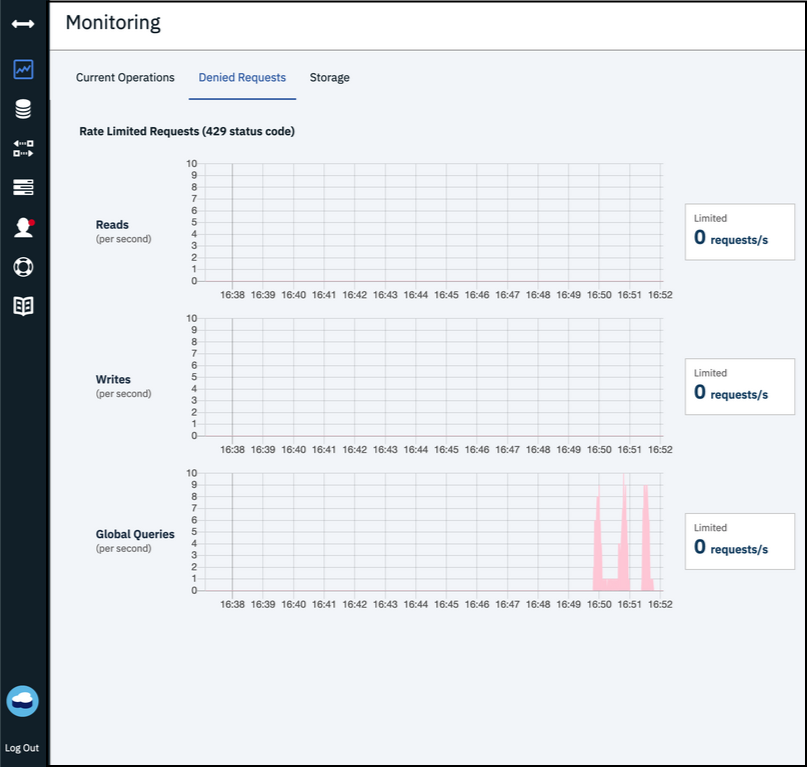 Monitoring
Current Operations Denied Requests Storage
Rate Limited Requests (429 status code)
10
9
8
7
6
5
4
3
2
1
0
Reads
(per second)
16:38 16:39 16:40 16:41 16:42 16:43 16:44 16:45 16:46 16:47 16:48 16:49 16:50 16:51 16:52
Limited
0 requests/s
10
9
8
7
6
5
4
3
2
1
0
Writes
(per second)
16:38 16:39 16:40 16:41 16:42 16:43 16:44 16:45 16:46 16:47 16:48 16:49 16:50 16:51 16:52
Limited
0 requests/s
10
9
8
7
6
5
4
3
2
1
0
Global Queries
(per second)
16:38 16:39 16:40 16:41 16:42 16:43 16:44 16:45 16:46 16:47 16:48 16:49 16:50 16:51 16:52
Limited
0 requests/s
Log Out